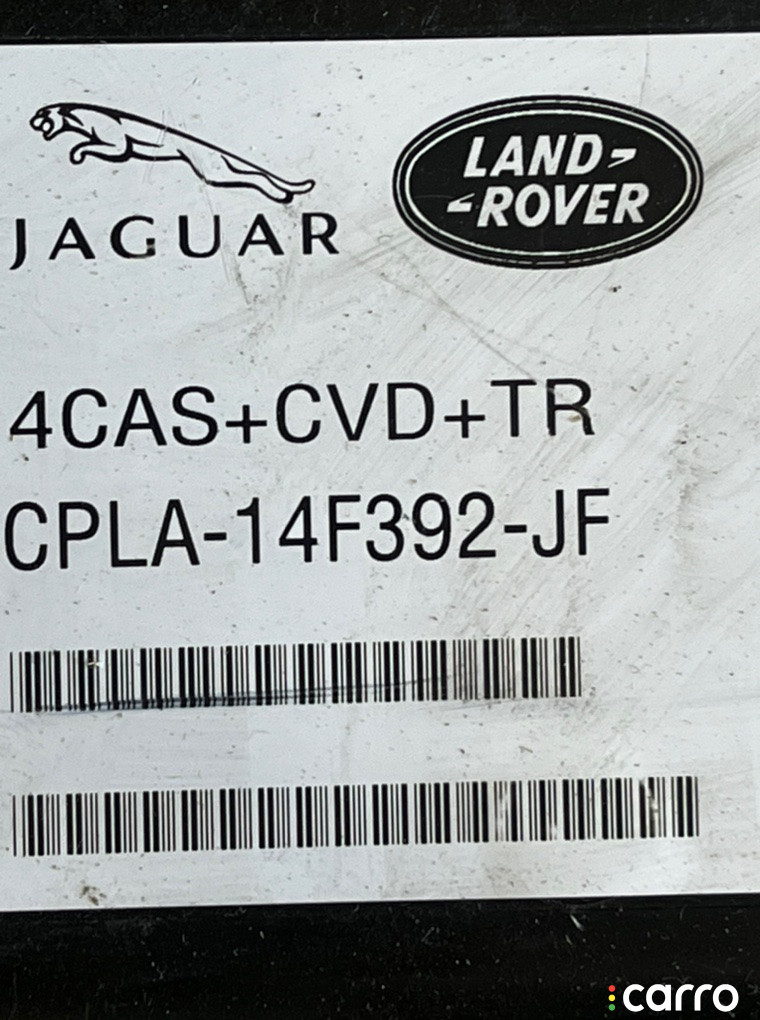 JAGUAR
LAND-
-ROVER
4CAS+CVD+TR
CPLA-14F392-JF
carro